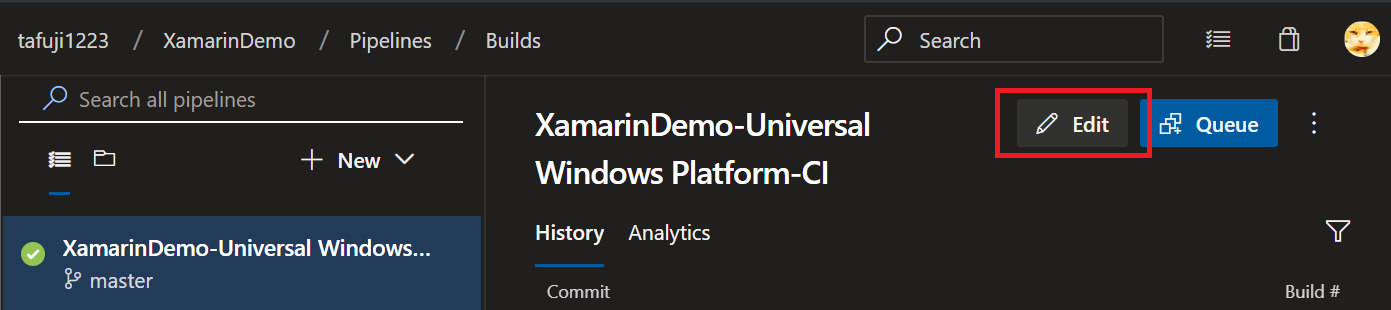 tafuji1223 / XamarinDemo / Pipelines / Builds
Search
Search all pipelines
New
XamarinDemo-Universal Windows...
master
XamarinDemo-Universal
Windows Platform-CI
Edit
Queue
History Analytics
Commit Build #